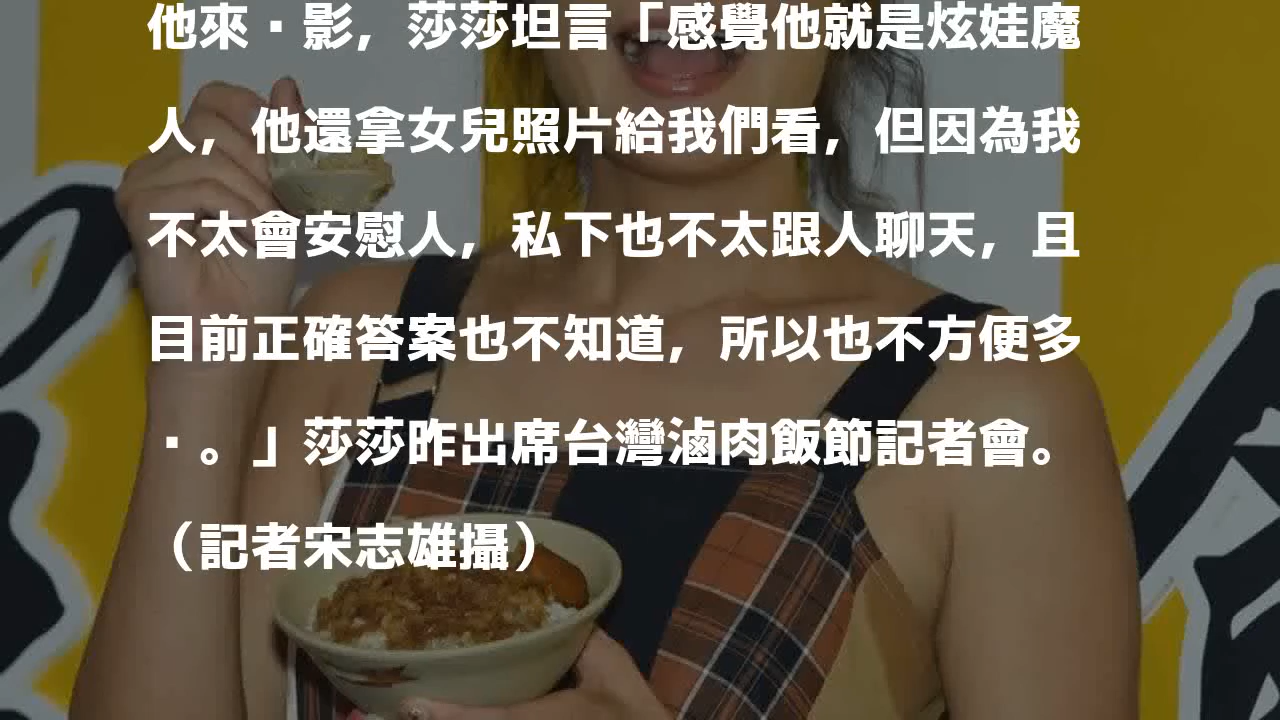 他來▪影，莎莎坦言「感覺他就是炫娃魔
人，他還拿女兒照片給我們看，但因為我
不太會安慰人，私下也不太跟人聊天，且
目前正確答案也不知道，所以也不方便多
▪。」莎莎昨出席台灣滷肉飯節記者會。
（記者宋志雄攝）